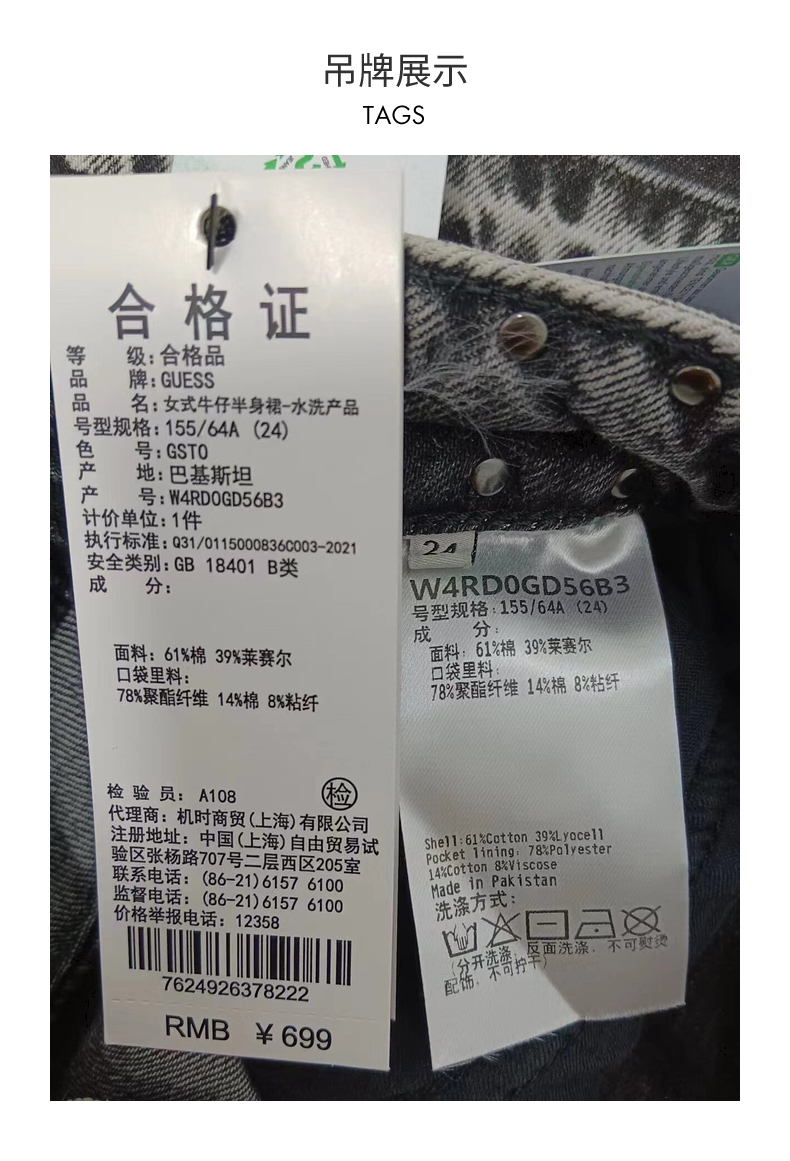 吊牌展示
TAGS
合格证
等 级:合格品
品 牌:GUESS
品 名:女式牛仔半身裙-水洗产品
号型规格:155/64A (24)
色 号:GSTO
产 地:巴基斯坦
产 号:W4RD0GD56B3
计价单位:1件
执行标准:Q31/0115000836C003-2021
安全类别:GB 18401 B类
成 分:
面料: 61%棉 39%莱赛尔
口袋里料:
78%聚酯纤维 14%棉 8%粘纤
检 验 员: A108
检
代理商: 机时商贸(上海)有限公司
注册地址: 中国(上海)自由贸易试
验区张杨路707号二层西区205室
联系电话: (86-21)6157 6100
监督电话: (86-21)6157 6100
价格举报电话: 12358
7624926378222
RMB ¥699
24
W4RD0GD56B3
号型规格:155/64A (24)
成 分:
面料: 61%棉 39%莱赛尔
口袋里料:
78%聚酯纤维 14%棉 8%粘纤
Shell:61%Cotton 39%Lyocell
Pocket lining: 78%Polyester
14%Cotton 8%Viscose
Made in Pakistan
洗涤方式:
(分开洗涤, 反面洗涤, 不可熨烫
配饰, 不可拧干)